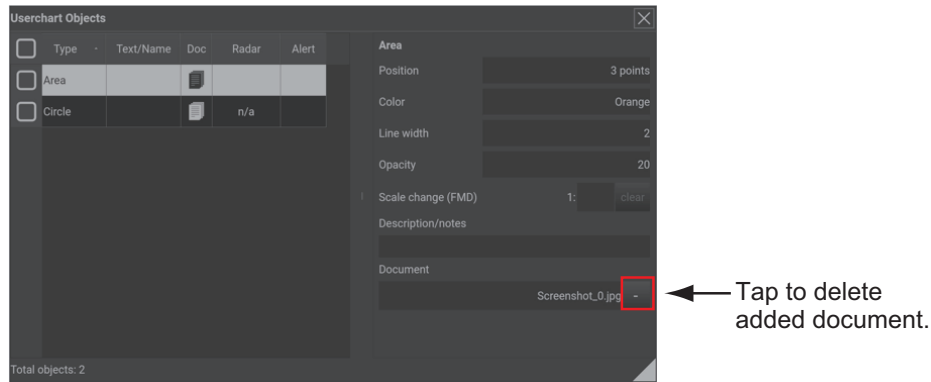 Userchart Objects
Type Text/Name Doc Radar Alert
Area
Circle n/a
Total objects: 2
Area
Position 3 points
Color Orange
Line width 2
Opacity 20
Scale change (FMD) 1: clear
Description/notes
Document
Screenshot_0.jpg -
Tap to delete
added document.